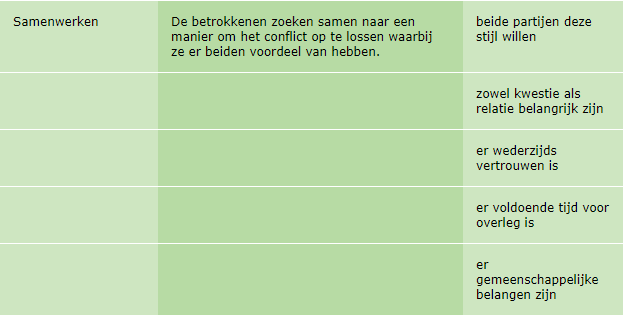 Samenwerken
De betrokkenen zoeken samen naar een
manier om het conflict op te lossen waarbij
ze er beiden voordeel van hebben.
beide partijen deze
stijl willen
zowel kwestie als
relatie belangrijk zijn
er wederzijds
vertrouwen is
er voldoende tijd voor
overleg is
er
gemeenschappelijke
belangen zijn